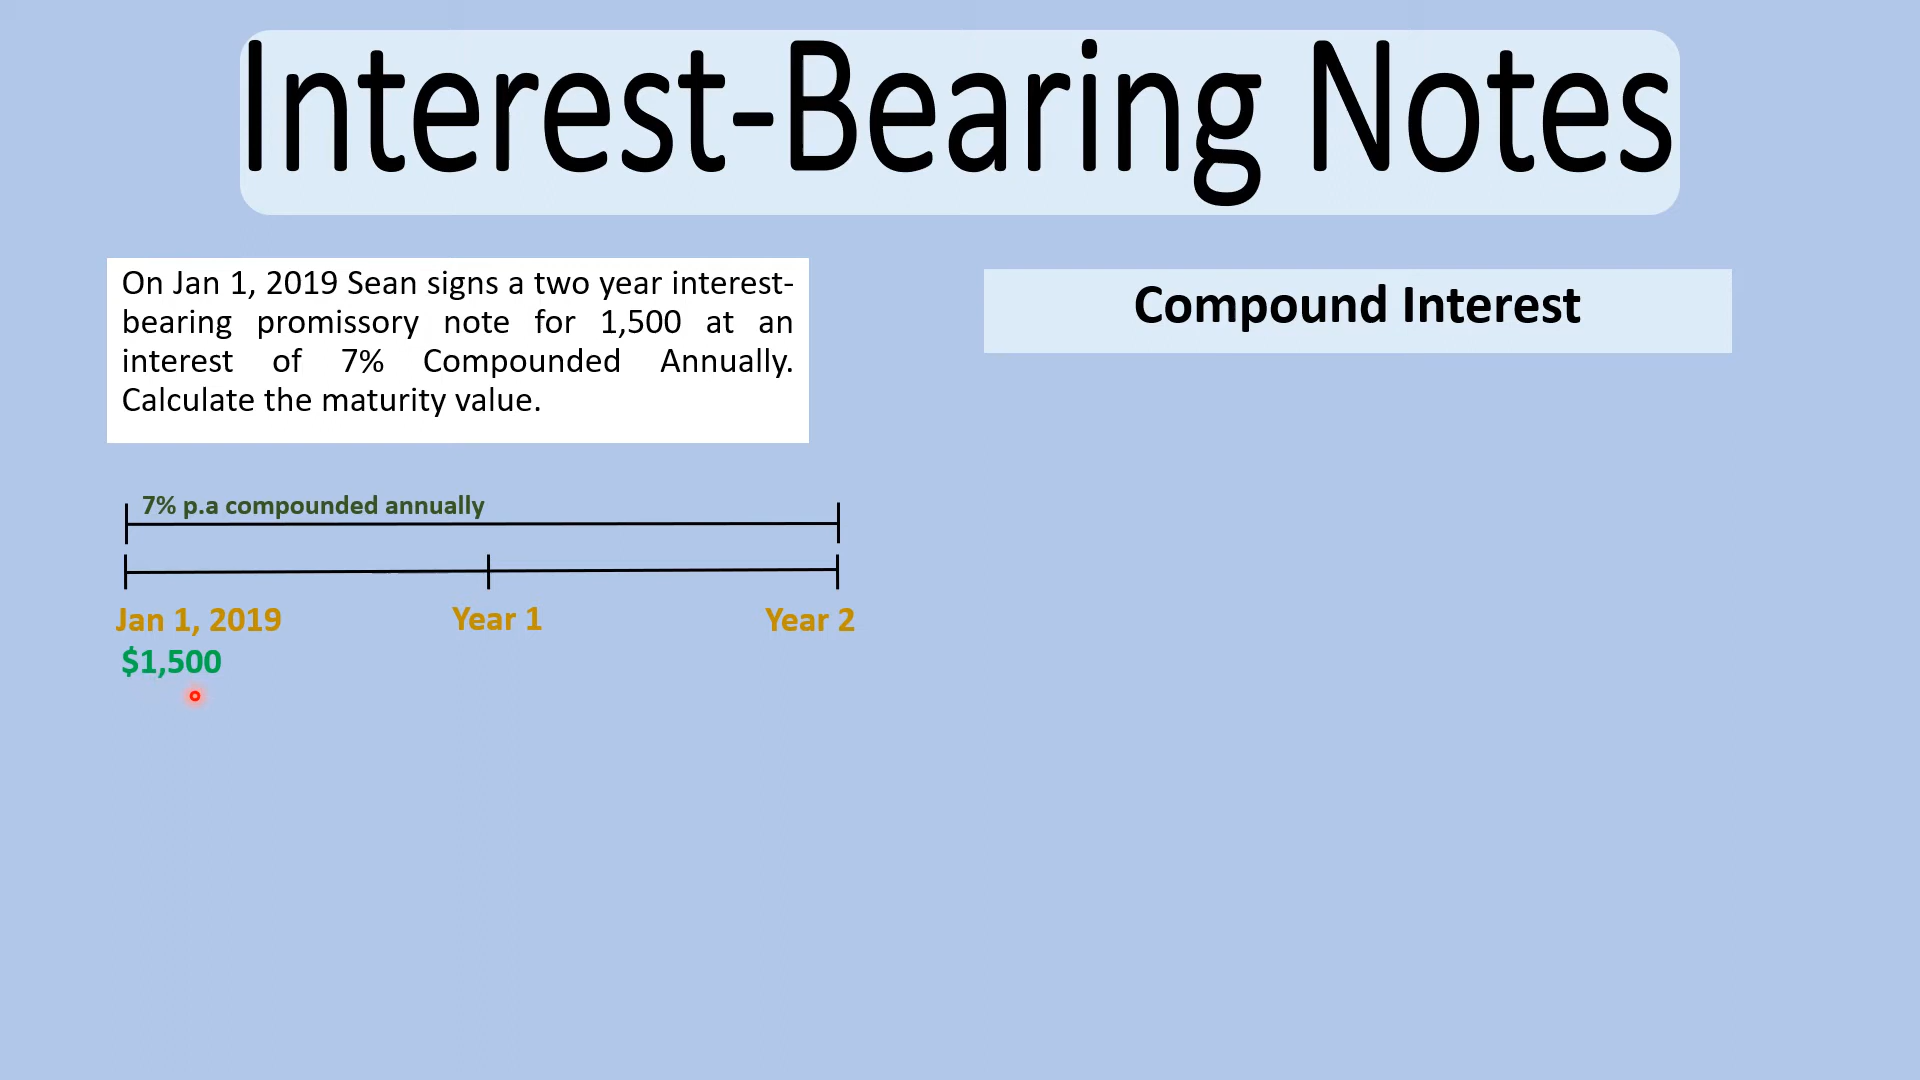 Interest-Bearing Notes
On Jan 1, 2019 Sean signs a two year interest-
bearing promissory note for 1,500 at an
interest of 7% Compounded Annually.
Calculate the maturity value.
Compound Interest
7% p.a compounded annually
Jan 1, 2019 Year 1 Year 2
$1,500